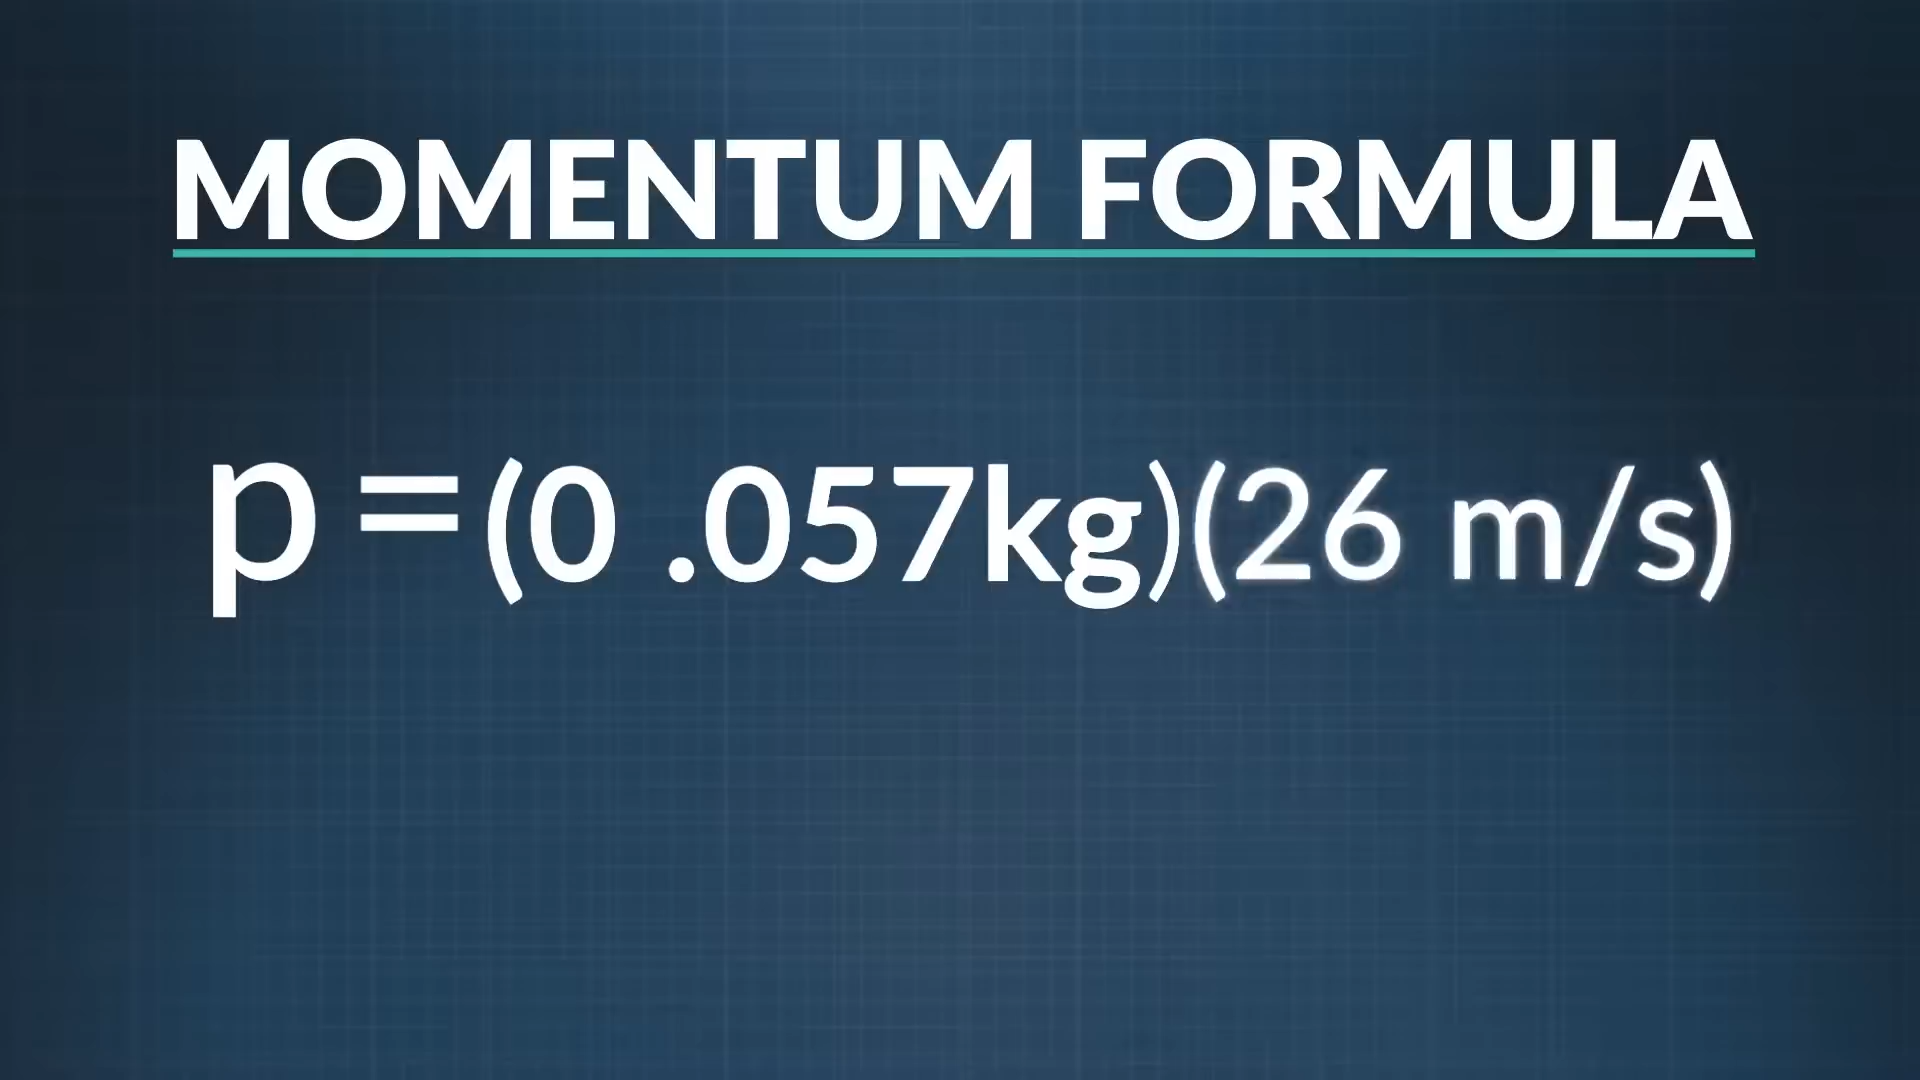 MOMENTUM FORMULA
p = (0 .057kg)(26 m/s)